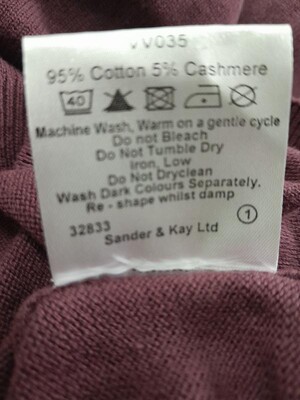 VV035
95% Cotton 5% Cashmere
40
Machine Wash, Warm on a gentle cycle
Do not Bleach
Do Not Tumble Dry
Iron, Low
Do Not Dryclean
Wash Dark Colours Separately.
Re - shape whilst damp
32833
1
Sander & Kay Ltd